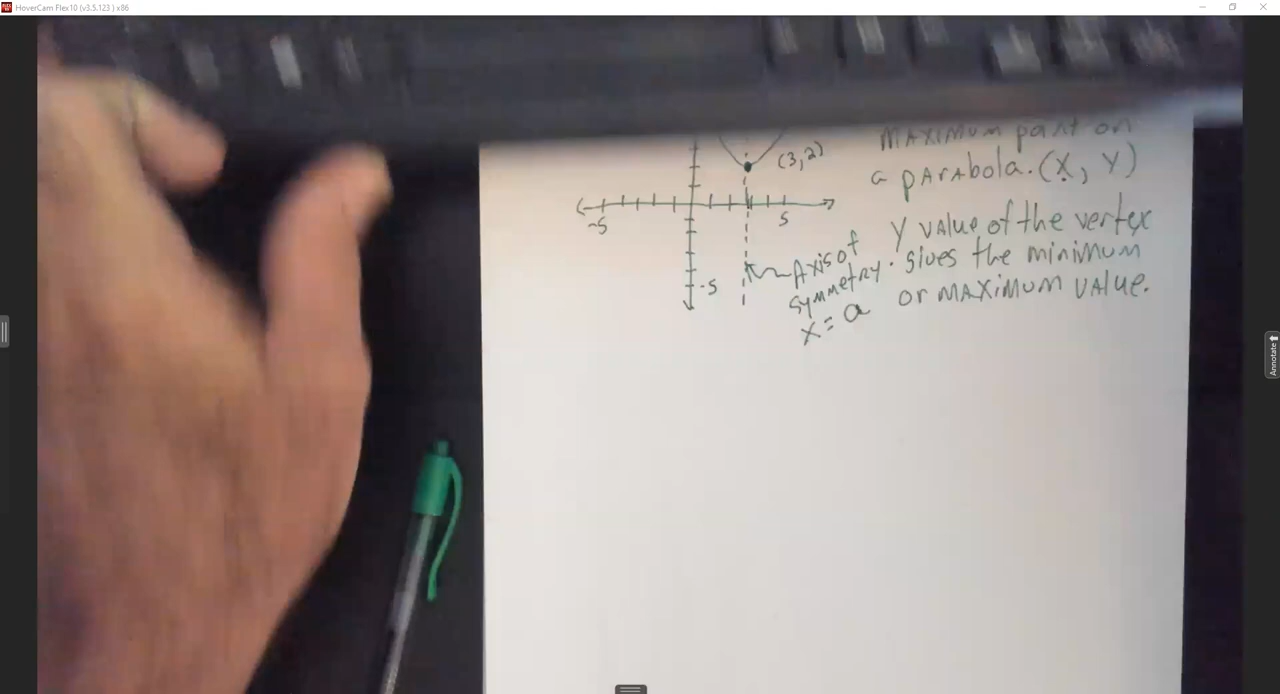 HoverCam Flex10 (v3.5.123) x86
MAXIMUM point on
a parabola. (X, Y)
(3,2)
-5
5
-5
Y value of the vertex
gives the minimum
or MAXIMUM value.
Axis of
symmetry.
x = a
Annotate